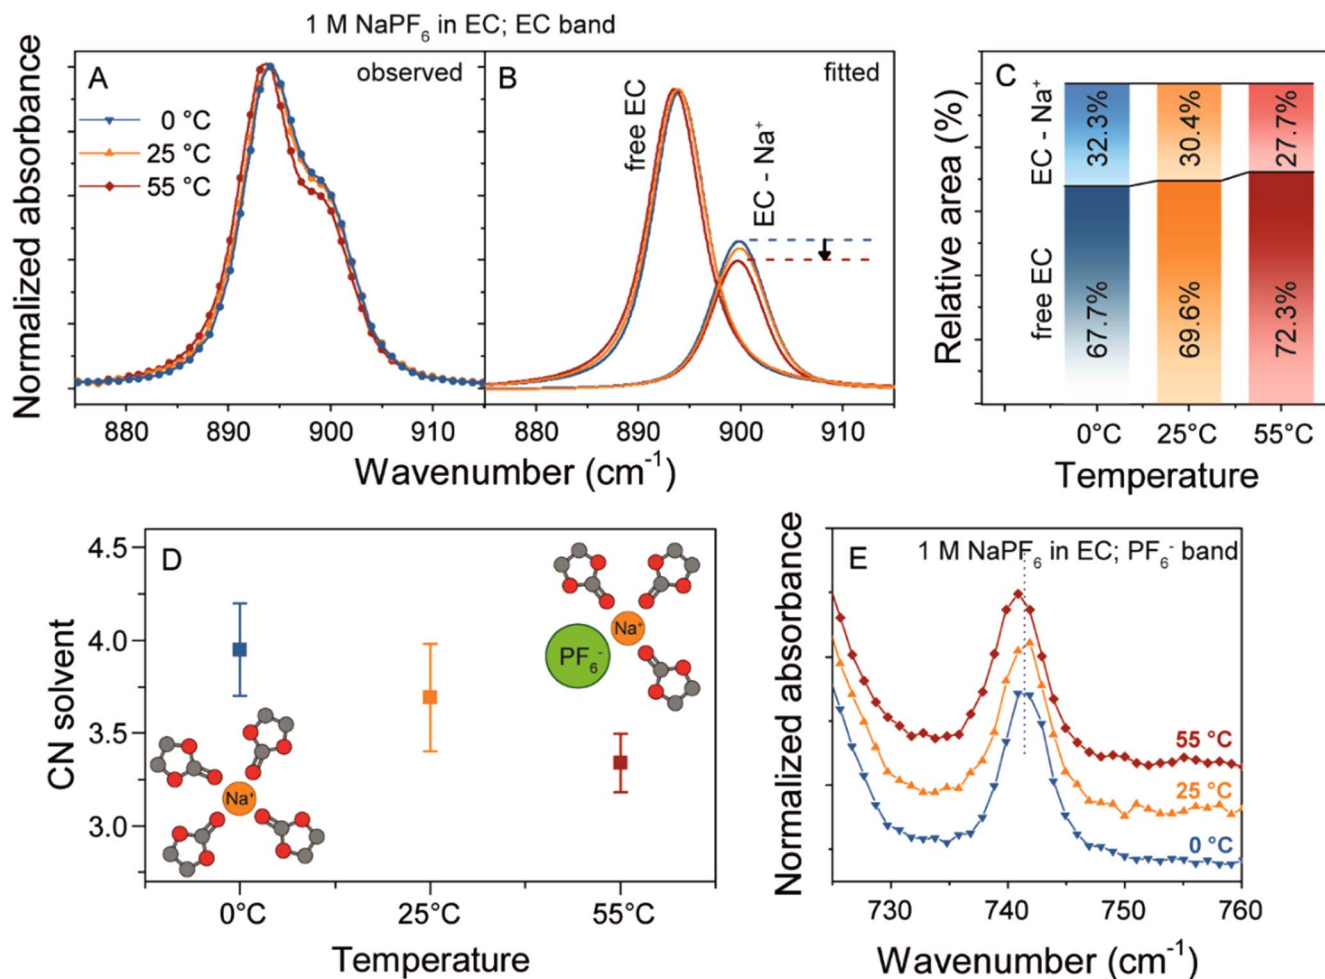 1 M NaPF6 in EC; EC band
A
observed
0 °C
25 °C
55 °C
Normalized absorbance
880
890
900
910
B
fitted
free EC
EC - Na+
880
890
900
910
Wavenumber (cm-1)
C
Relative area (%)
EC - Na+
free EC
32.3%
30.4%
27.7%
67.7%
69.6%
72.3%
0°C
25°C
55°C
Temperature
D
CN solvent
4.5
4.0
3.5
3.0
Na+
PF6-
Na+
0°C
25°C
55°C
Temperature
E
1 M NaPF6 in EC; PF6- band
Normalized absorbance
55 °C
25 °C
0 °C
730
740
750
760
Wavenumber (cm-1)